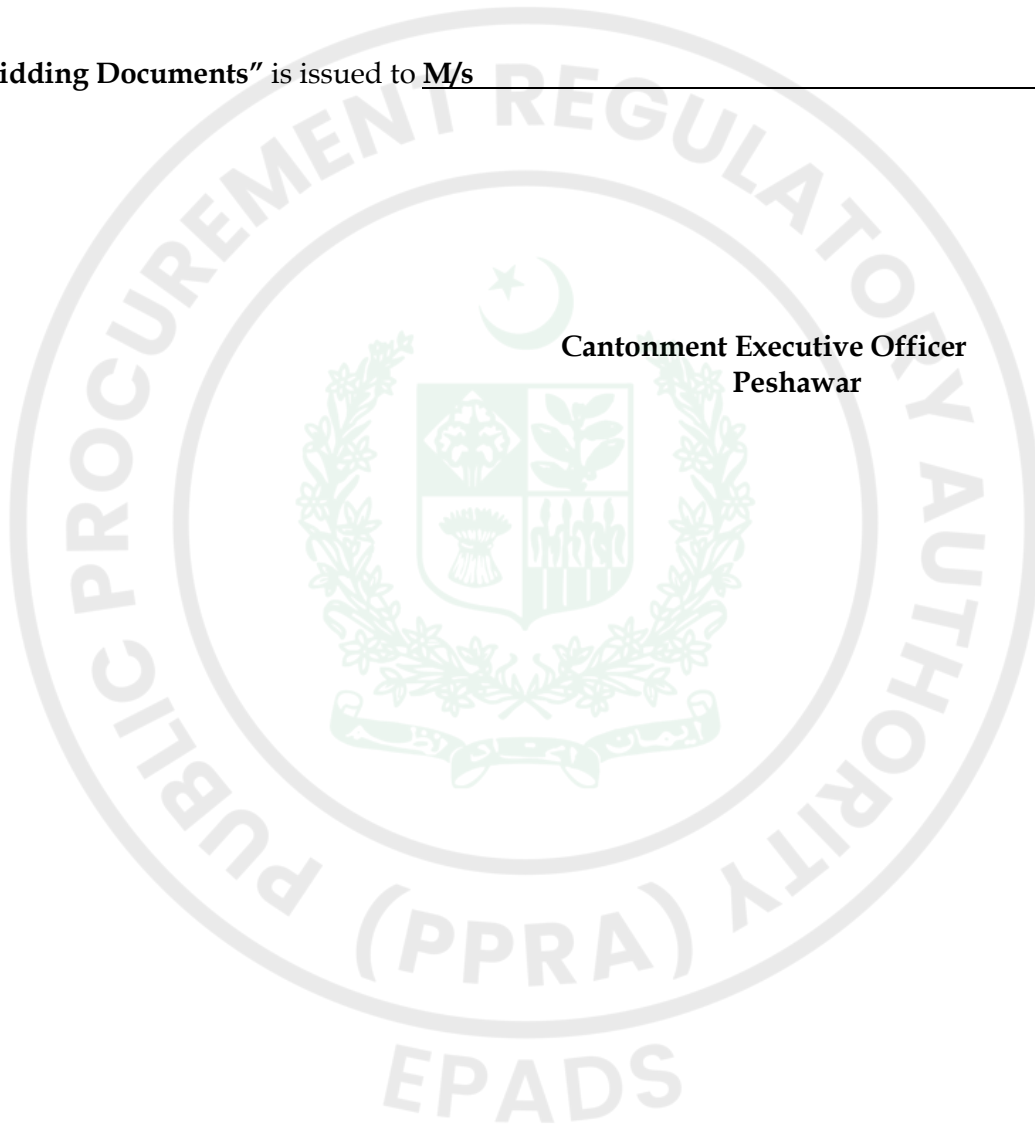 idding Documents” is issued to M/s
Cantonment Executive Officer
Peshawar
PUBLIC PROCUREMENT REGULATORY AUTHORITY
(PPRA)
EPADS